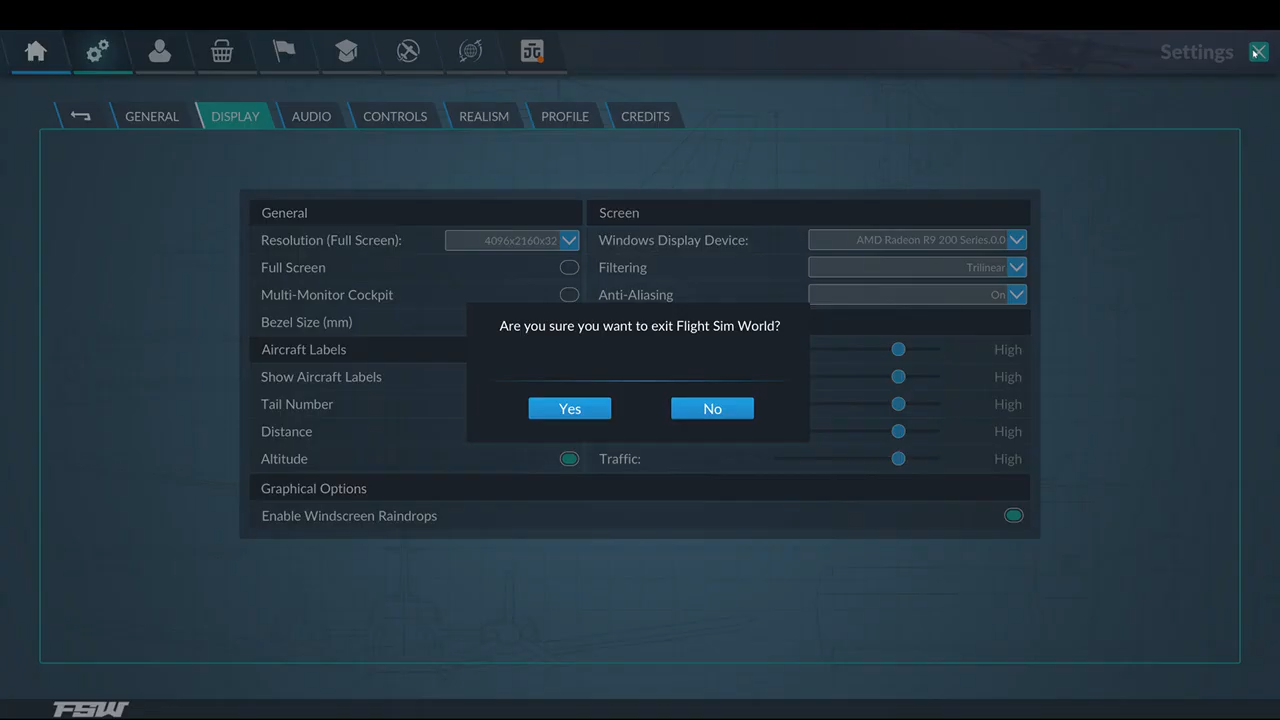 Settings
GENERAL DISPLAY AUDIO CONTROLS REALISM PROFILE CREDITS
General
Resolution (Full Screen): 4096x2160x32
Full Screen
Multi-Monitor Cockpit
Bezel Size (mm)
Aircraft Labels
Show Aircraft Labels
Tail Number
Distance
Altitude
Screen
Windows Display Device: AMD Radeon R9 200 Series.0.0
Filtering Trilinear
Anti-Aliasing On
High
High
High
High
Traffic: High
Graphical Options
Enable Windscreen Raindrops
Are you sure you want to exit Flight Sim World?
Yes No
FSW